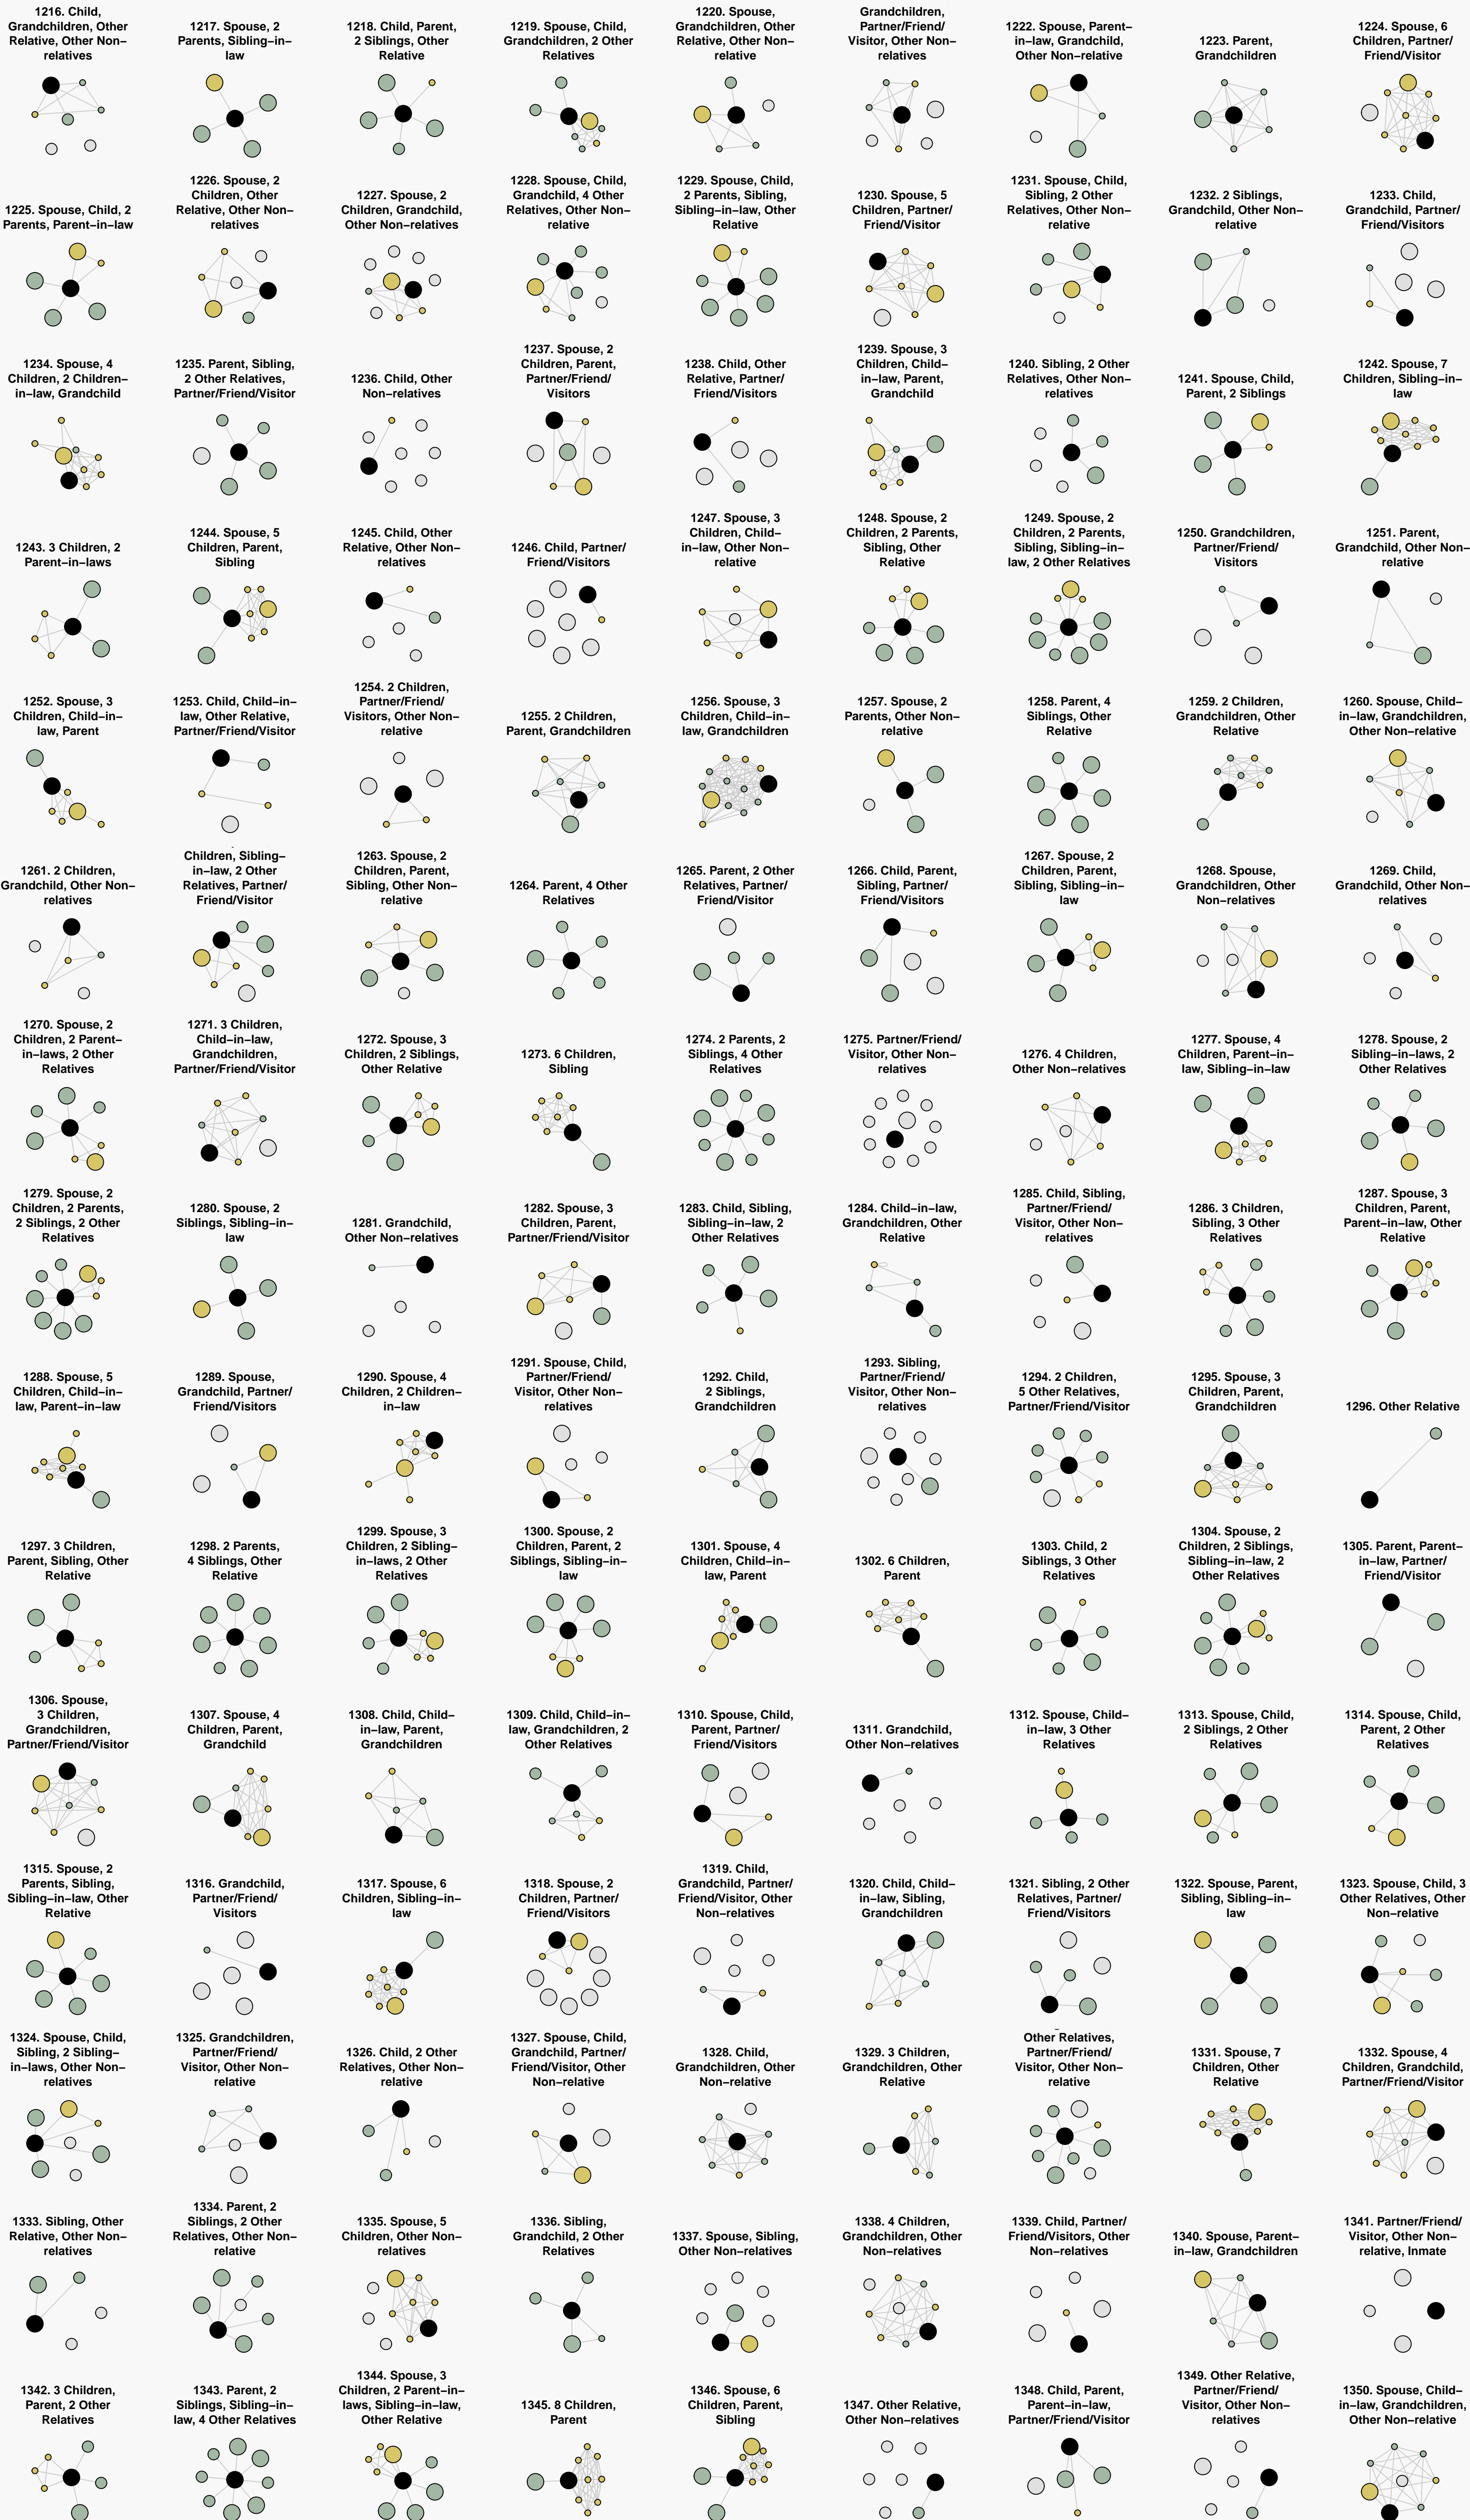 1216. Child,
Grandchildren, Other
Relative, Other Non–
relatives
1217. Spouse, 2
Parents, Sibling–in–
law
1218. Child, Parent,
2 Siblings, Other
Relative
1219. Spouse, Child,
Grandchildren, 2 Other
Relatives
1220. Spouse,
Grandchildren, Other
Relative, Other Non–
relative
Grandchildren,
Partner/Friend/
Visitor, Other Non–
relatives
1222. Spouse, Parent–
in–law, Grandchild,
Other Non–relative
1223. Parent,
Grandchildren
1224. Spouse, 6
Children, Partner/
Friend/Visitor
1225. Spouse, Child, 2
Parents, Parent–in–law
1226. Spouse, 2
Children, Other
Relative, Other Non–
relatives
1227. Spouse, 2
Children, Grandchild,
Other Non–relatives
1228. Spouse, Child,
Grandchild, 4 Other
Relatives, Other Non–
relative
1229. Spouse, Child,
2 Parents, Sibling,
Sibling–in–law, Other
Relative
1230. Spouse, 5
Children, Partner/
Friend/Visitor
1231. Spouse, Child,
Sibling, 2 Other
Relatives, Other Non–
relative
1232. 2 Siblings,
Grandchild, Other Non–
relative
1233. Child,
Grandchild, Partner/
Friend/Visitors
1234. Spouse, 4
Children, 2 Children–
in–law, Grandchild
1235. Parent, Sibling,
2 Other Relatives,
Partner/Friend/Visitor
1236. Child, Other
Non–relatives
1237. Spouse, 2
Children, Parent,
Partner/Friend/
Visitors
1238. Child, Other
Relative, Partner/
Friend/Visitors
1239. Spouse, 3
Children, Child–
in–law, Parent,
Grandchild
1240. Sibling, 2 Other
Relatives, Other Non–
relatives
1241. Spouse, Child,
Parent, 2 Siblings
1242. Spouse, 7
Children, Sibling–in–
law
1243. 3 Children, 2
Parent–in–laws
1244. Spouse, 5
Children, Parent,
Sibling
1245. Child, Other
Relative, Other Non–
relatives
1246. Child, Partner/
Friend/Visitors
1247. Spouse, 3
Children, Child–
in–law, Other Non–
relative
1248. Spouse, 2
Children, 2 Parents,
Sibling, Other
Relative
1249. Spouse, 2
Children, 2 Parents,
Sibling, Sibling–in–
law, 2 Other Relatives
1250. Grandchildren,
Partner/Friend/
Visitors
1251. Parent,
Grandchild, Other Non–
relative
1252. Spouse, 3
Children, Child–in–
law, Parent
1253. Child, Child–in–
law, Other Relative,
Partner/Friend/Visitor
1254. 2 Children,
Partner/Friend/
Visitors, Other Non–
relative
1255. 2 Children,
Parent, Grandchildren
1256. Spouse, 3
Children, Child–in–
law, Grandchildren
1257. Spouse, 2
Parents, Other Non–
relative
1258. Parent, 4
Siblings, Other
Relative
1259. 2 Children,
Grandchildren, Other
Relative
1260. Spouse, Child–
in–law, Grandchildren,
Other Non–relative
1261. 2 Children,
Grandchild, Other Non–
relatives
Children, Sibling–
in–law, 2 Other
Relatives, Partner/
Friend/Visitor
1263. Spouse, 2
Children, Parent,
Sibling, Other Non–
relative
1264. Parent, 4 Other
Relatives
1265. Parent, 2 Other
Relatives, Partner/
Friend/Visitor
1266. Child, Parent,
Sibling, Partner/
Friend/Visitors
1267. Spouse, 2
Children, Parent,
Sibling, Sibling–in–
law
1268. Spouse,
Grandchildren, Other
Non–relatives
1269. Child,
Grandchild, Other Non–
relatives
1270. Spouse, 2
Children, 2 Parent–
in–laws, 2 Other
Relatives
1271. 3 Children,
Child–in–law,
Grandchildren,
Partner/Friend/Visitor
1272. Spouse, 3
Children, 2 Siblings,
Other Relative
1273. 6 Children,
Sibling
1274. 2 Parents, 2
Siblings, 4 Other
Relatives
1275. Partner/Friend/
Visitor, Other Non–
relatives
1276. 4 Children,
Other Non–relatives
1277. Spouse, 4
Children, Parent–in–
law, Sibling–in–law
1278. Spouse, 2
Sibling–in–laws, 2
Other Relatives
1279. Spouse, 2
Children, 2 Parents,
2 Siblings, 2 Other
Relatives
1280. Spouse, 2
Siblings, Sibling–in–
law
1281. Grandchild,
Other Non–relatives
1282. Spouse, 3
Children, Parent,
Partner/Friend/Visitor
1283. Child, Sibling,
Sibling–in–law, 2
Other Relatives
1284. Child–in–law,
Grandchildren, Other
Relative
1285. Child, Sibling,
Partner/Friend/
Visitor, Other Non–
relatives
1286. 3 Children,
Sibling, 3 Other
Relatives
1287. Spouse, 3
Children, Parent,
Parent–in–law, Other
Relative
1288. Spouse, 5
Children, Child–in–
law, Parent–in–law
1289. Spouse,
Grandchild, Partner/
Friend/Visitors
1290. Spouse, 4
Children, 2 Children–
in–law
1291. Spouse, Child,
Partner/Friend/
Visitor, Other Non–
relatives
1292. Child,
2 Siblings,
Grandchildren
1293. Sibling,
Partner/Friend/
Visitor, Other Non–
relatives
1294. 2 Children,
5 Other Relatives,
Partner/Friend/Visitor
1295. Spouse, 3
Children, Parent,
Grandchildren
1296. Other Relative
1297. 3 Children,
Parent, Sibling, Other
Relative
1298. 2 Parents,
4 Siblings, Other
Relative
1299. Spouse, 3
Children, 2 Sibling–
in–laws, 2 Other
Relatives
1300. Spouse, 2
Children, Parent, 2
Siblings, Sibling–in–
law
1301. Spouse, 4
Children, Child–in–
law, Parent
1302. 6 Children,
Parent
1303. Child, 2
Siblings, 3 Other
Relatives
1304. Spouse, 2
Children, 2 Siblings,
Sibling–in–law, 2
Other Relatives
1305. Parent, Parent–
in–law, Partner/
Friend/Visitor
1306. Spouse,
3 Children,
Grandchildren,
Partner/Friend/Visitor
1307. Spouse, 4
Children, Parent,
Grandchild
1308. Child, Child–
in–law, Parent,
Grandchildren
1309. Child, Child–in–
law, Grandchildren, 2
Other Relatives
1310. Spouse, Child,
Parent, Partner/
Friend/Visitors
1311. Grandchild,
Other Non–relatives
1312. Spouse, Child–
in–law, 3 Other
Relatives
1313. Spouse, Child,
2 Siblings, 2 Other
Relatives
1314. Spouse, Child,
Parent, 2 Other
Relatives
1315. Spouse, 2
Parents, Sibling,
Sibling–in–law, Other
Relative
1316. Grandchild,
Partner/Friend/
Visitors
1317. Spouse, 6
Children, Sibling–in–
law
1318. Spouse, 2
Children, Partner/
Friend/Visitors
1319. Child,
Grandchild, Partner/
Friend/Visitor, Other
Non–relatives
1320. Child, Child–
in–law, Sibling,
Grandchildren
1321. Sibling, 2 Other
Relatives, Partner/
Friend/Visitors
1322. Spouse, Parent,
Sibling, Sibling–in–
law
1323. Spouse, Child, 3
Other Relatives, Other
Non–relative
1324. Spouse, Child,
Sibling, 2 Sibling–
in–laws, Other Non–
relatives
1325. Grandchildren,
Partner/Friend/
Visitor, Other Non–
relative
1326. Child, 2 Other
Relatives, Other Non–
relative
1327. Spouse, Child,
Grandchild, Partner/
Friend/Visitor, Other
Non–relative
1328. Child,
Grandchildren, Other
Non–relative
1329. 3 Children,
Grandchildren, Other
Relative
Other Relatives,
Partner/Friend/
Visitor, Other Non–
relative
1331. Spouse, 7
Children, Other
Relative
1332. Spouse, 4
Children, Grandchild,
Partner/Friend/Visitor
1333. Sibling, Other
Relative, Other Non–
relatives
1334. Parent, 2
Siblings, 2 Other
Relatives, Other Non–
relative
1335. Spouse, 5
Children, Other Non–
relatives
1336. Sibling,
Grandchild, 2 Other
Relatives
1337. Spouse, Sibling,
Other Non–relatives
1338. 4 Children,
Grandchildren, Other
Non–relatives
1339. Child, Partner/
Friend/Visitors, Other
Non–relatives
1340. Spouse, Parent–
in–law, Grandchildren
1341. Partner/Friend/
Visitor, Other Non–
relative, Inmate
1342. 3 Children,
Parent, 2 Other
Relatives
1343. Parent, 2
Siblings, Sibling–in–
law, 4 Other Relatives
1344. Spouse, 3
Children, 2 Parent–in–
laws, Sibling–in–law,
Other Relative
1345. 8 Children,
Parent
1346. Spouse, 6
Children, Parent,
Sibling
1347. Other Relative,
Other Non–relatives
1348. Child, Parent,
Parent–in–law,
Partner/Friend/Visitor
1349. Other Relative,
Partner/Friend/
Visitor, Other Non–
relatives
1350. Spouse, Child–
in–law, Grandchildren,
Other Non–relative